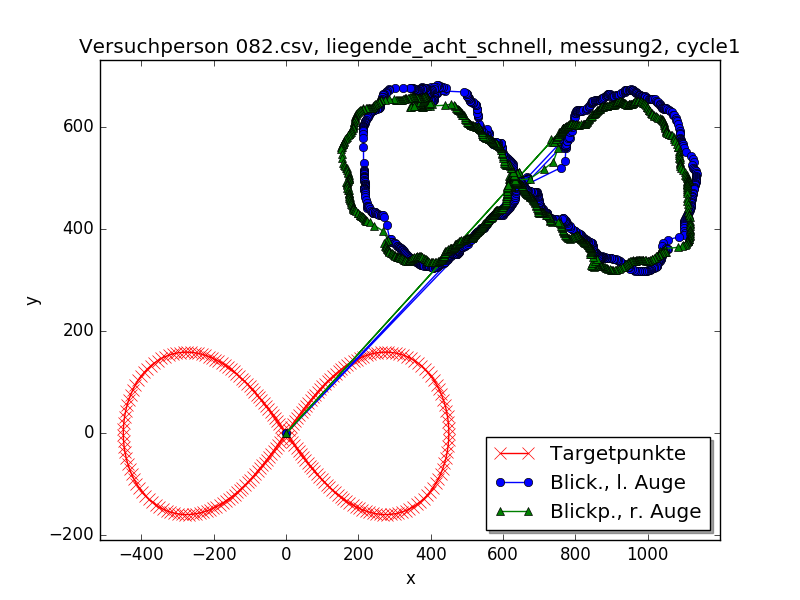 Versuchperson 082.csv, liegende_acht_schnell, messung2, cycle1
y
600
400
200
0
−200
−400
−200
0
200
400
600
800
1000
x
Targetpunkte
Blick., l. Auge
Blickp., r. Auge